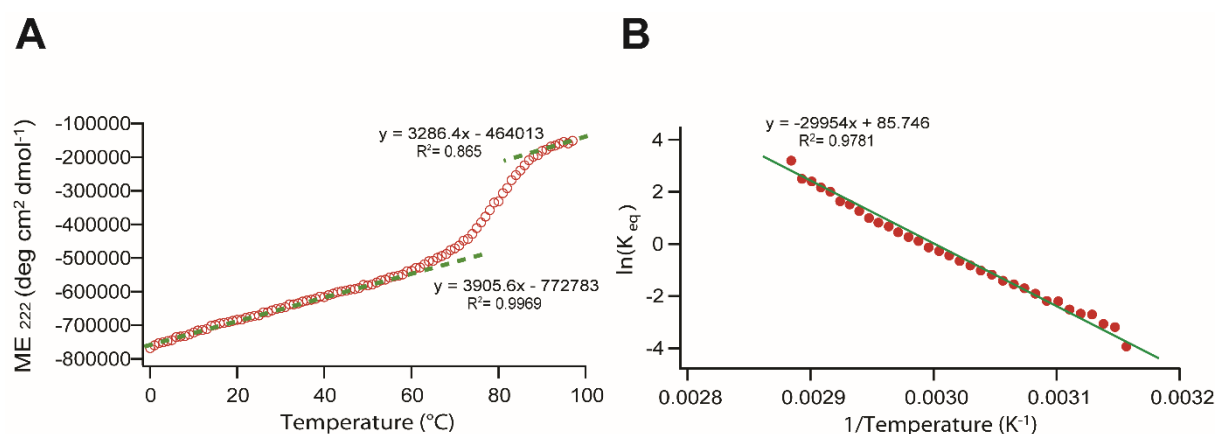 A
ME 222 (deg cm² dmol⁻¹)
-100000
-200000
-300000
-400000
-500000
-600000
-700000
-800000
y = 3286.4x - 464013
R²= 0.865
y = 3905.6x - 772783
R²= 0.9969
0 20 40 60 80 100
Temperature (°C)
B
ln(K eq)
4
2
0
-2
-4
y = -29954x + 85.746
R²= 0.9781
0.0028 0.0029 0.0030 0.0031 0.0032
1/Temperature (K⁻¹)